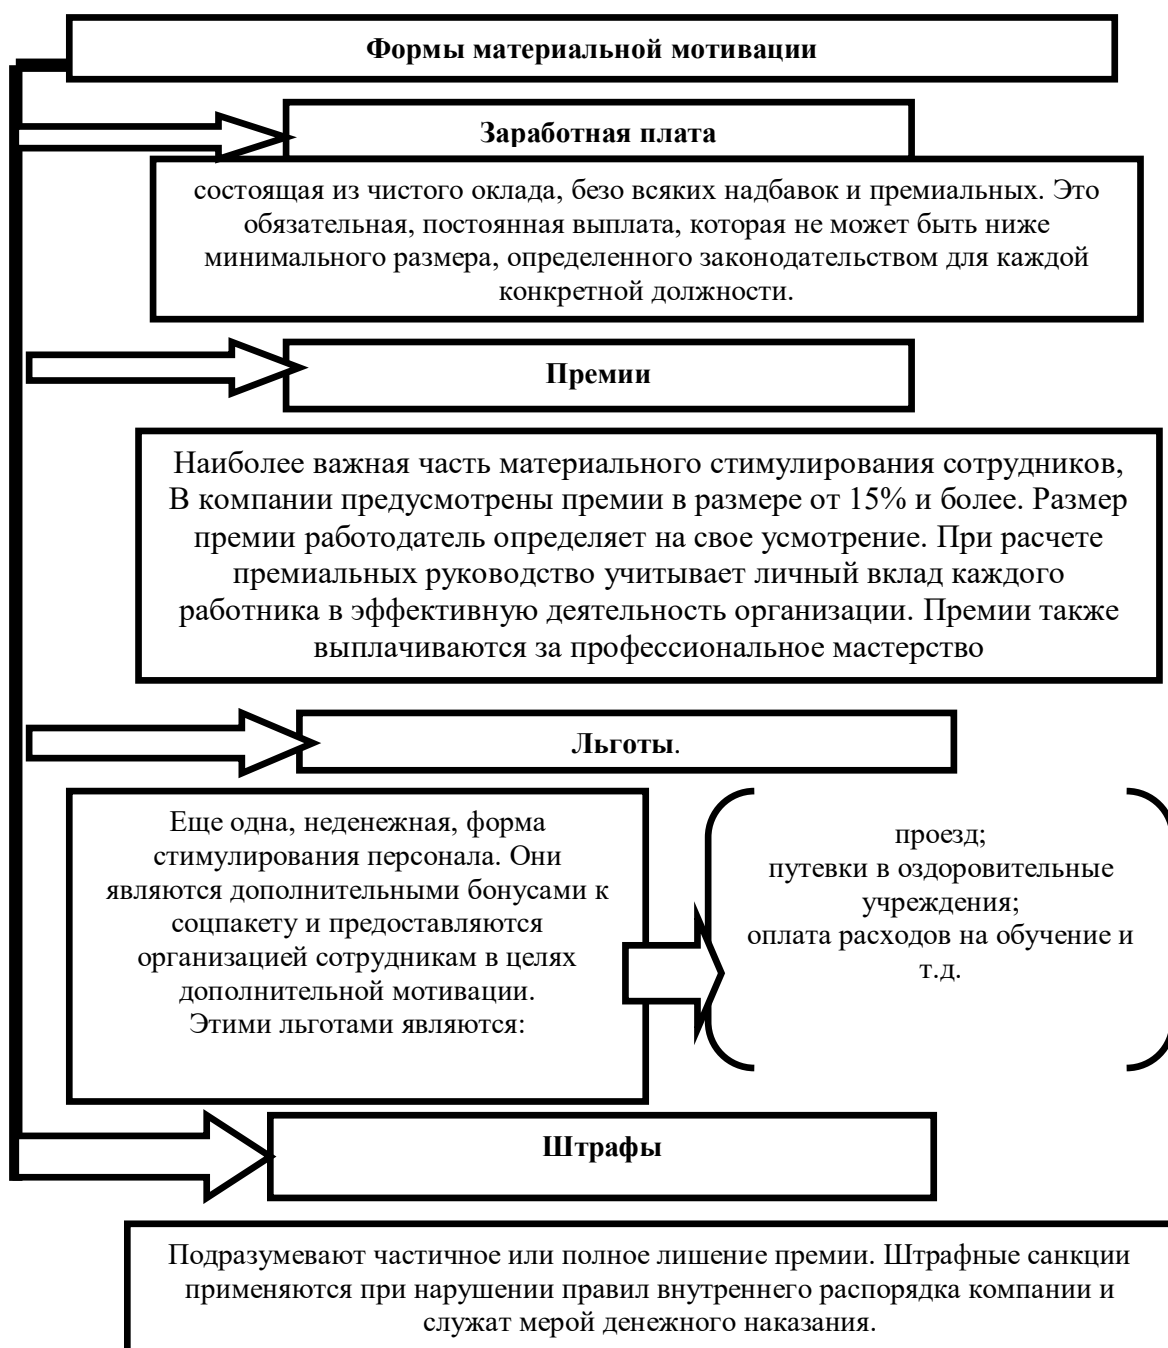 Формы материальной мотивации
Заработная плата
состоящая из чистого оклада, безо всяких надбавок и премиальных. Это
обязательная, постоянная выплата, которая не может быть ниже
минимального размера, определенного законодательством для каждой
конкретной должности.
Премии
Наиболее важная часть материального стимулирования сотрудников,
В компании предусмотрены премии в размере от 15% и более. Размер
премии работодатель определяет на свое усмотрение. При расчете
премиальных руководство учитывает личный вклад каждого
работника в эффективную деятельность организации. Премии также
выплачиваются за профессиональное мастерство
Льготы.
Еще одна, неденежная, форма
стимулирования персонала. Они
являются дополнительными бонусами к
соцпакету и предоставляются
организацией сотрудникам в целях
дополнительной мотивации.
Этими льготами являются:
проезд;
путевки в оздоровительные
учреждения;
оплата расходов на обучение и
т.д.
Штрафы
Подразумевают частичное или полное лишение премии. Штрафные санкции
применяются при нарушении правил внутреннего распорядка компании и
служат мерой денежного наказания.